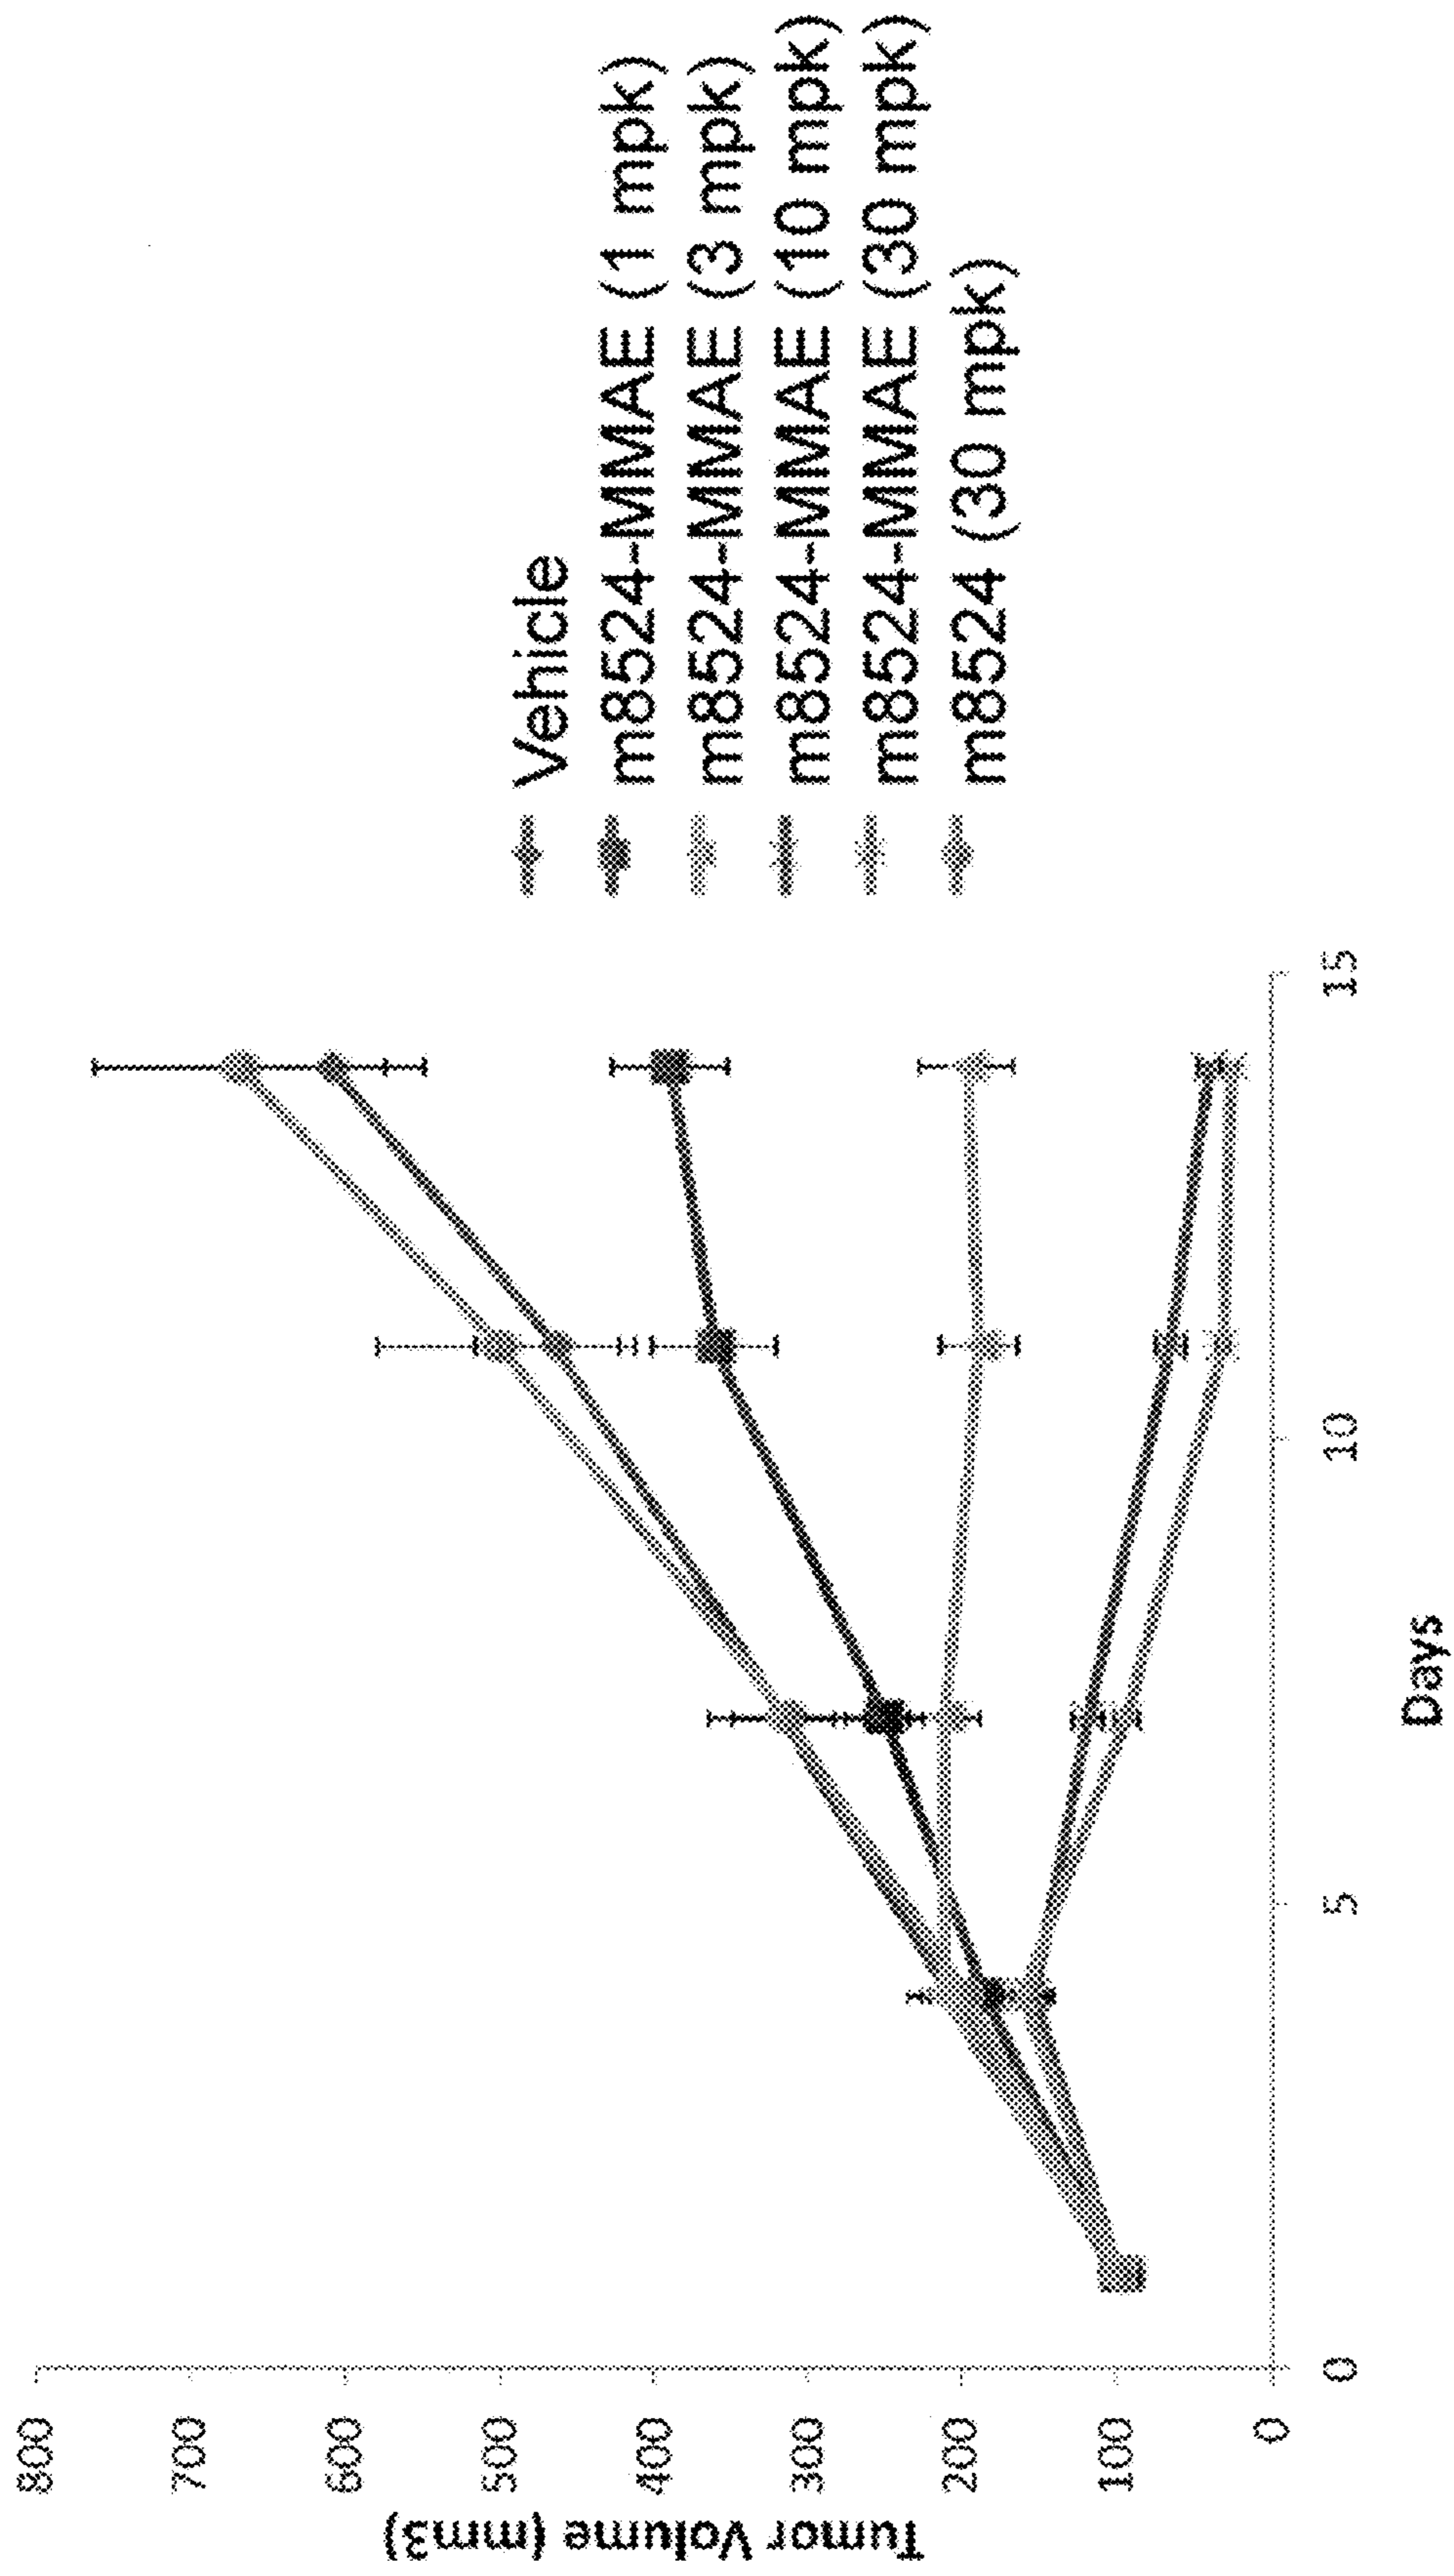 Tumor Volume (mm3)
800
700
600
500
400
300
200
100
0
0
5
10
15
Days
Vehicle
m8524-MMAE (1 mpk)
m8524-MMAE (3 mpk)
m8524-MMAE (10 mpk)
m8524-MMAE (30 mpk)
m8524 (30 mpk)